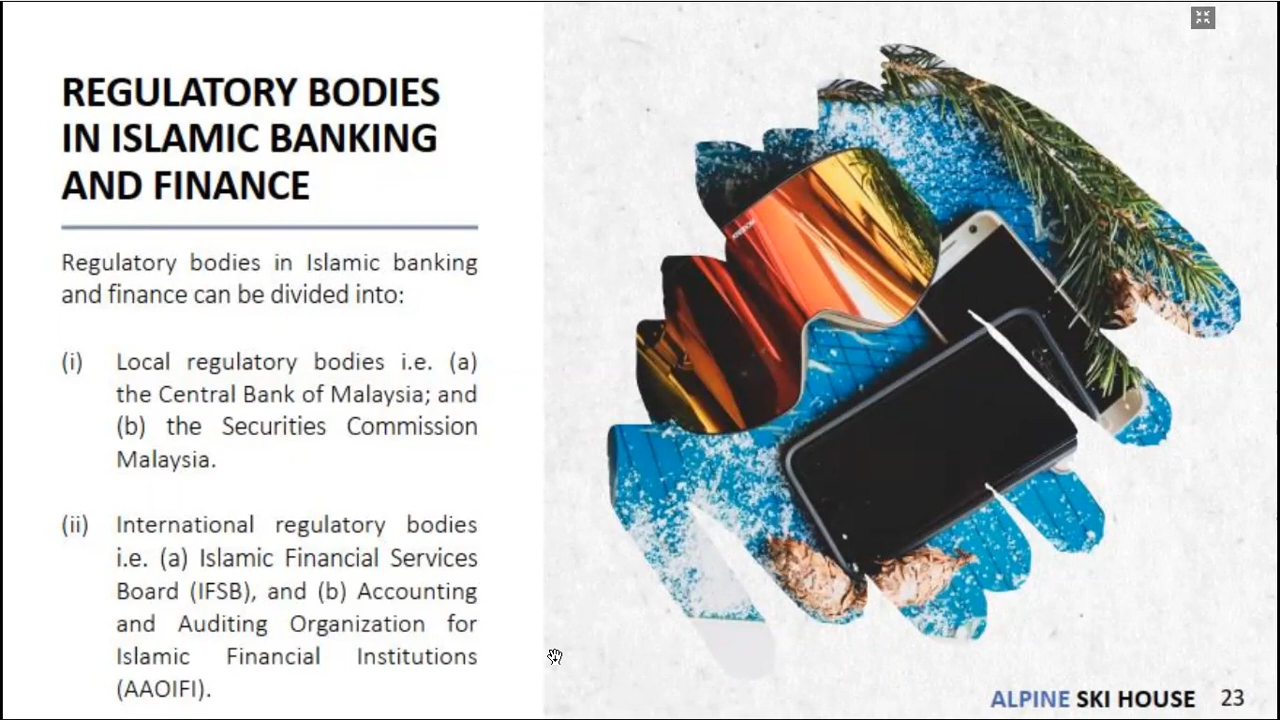 REGULATORY BODIES
IN ISLAMIC BANKING
AND FINANCE
Regulatory bodies in Islamic banking
and finance can be divided into:
(i) Local regulatory bodies i.e. (a)
the Central Bank of Malaysia; and
(b) the Securities Commission
Malaysia.
(ii) International regulatory bodies
i.e. (a) Islamic Financial Services
Board (IFSB), and (b) Accounting
and Auditing Organization for
Islamic Financial Institutions
(AAOIFI).
ALPINE SKI HOUSE 23